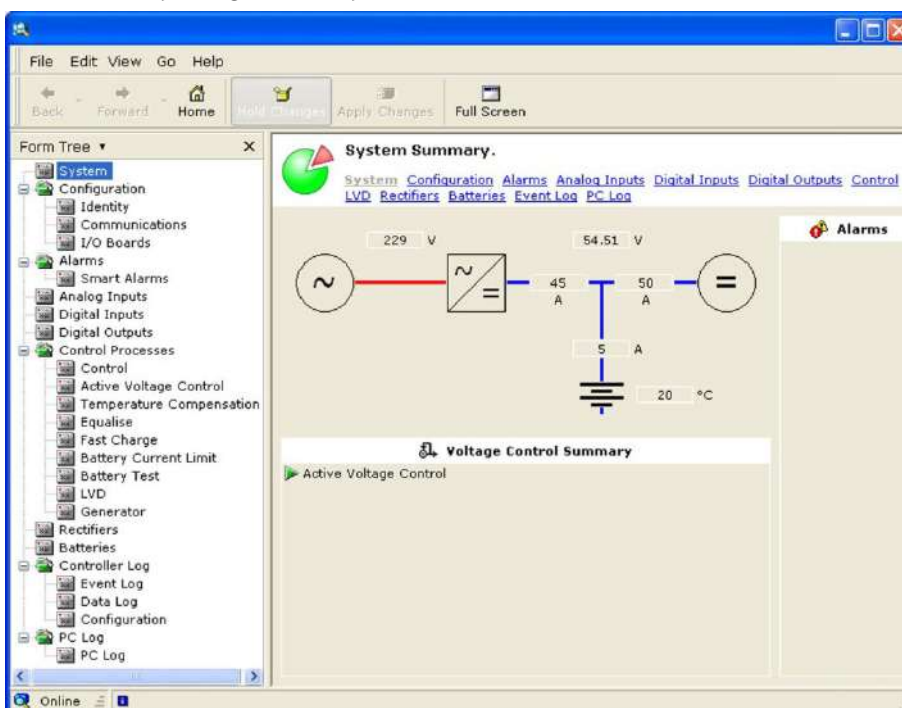 File Edit View Go Help
Back Forward Home Hold Changes Apply Changes Full Screen
Form Tree
System
Configuration
Identity
Communications
I/O Boards
Alarms
Smart Alarms
Analog Inputs
Digital Inputs
Digital Outputs
Control Processes
Control
Active Voltage Control
Temperature Compensation
Equalise
Fast Charge
Battery Current Limit
Battery Test
LVD
Generator
Rectifiers
Batteries
Controller Log
Event Log
Data Log
Configuration
PC Log
PC Log
System Summary.
System Configuration Alarms Analog Inputs Digital Inputs Digital Outputs Control
LVD Rectifiers Batteries Event Log PC Log
229 V 54.51 V
45 50
A A
5 A
20 °C
Alarms
Voltage Control Summary
Active Voltage Control
Online